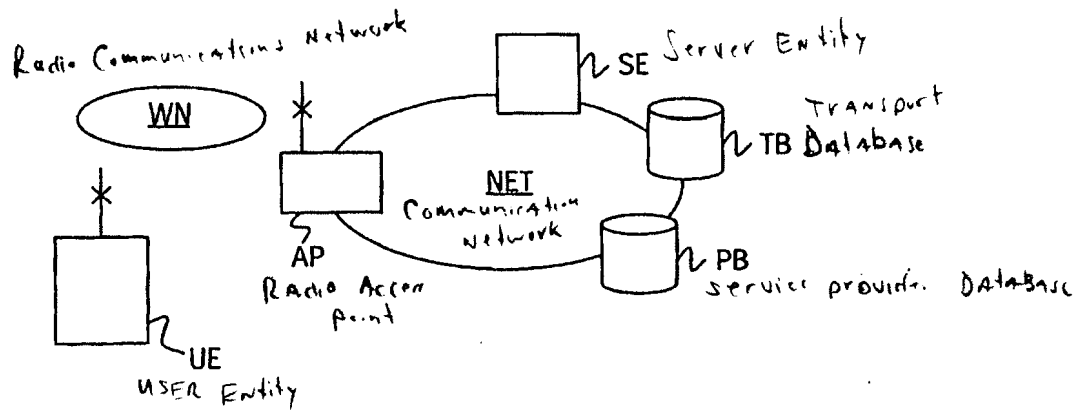 Radio Communications Network
WN
SE Server Entity
Transport
TB Database
NET
Communication
Network
AP
Radio Access
point
PB
Service provider DATABASE
UE
USER Entity